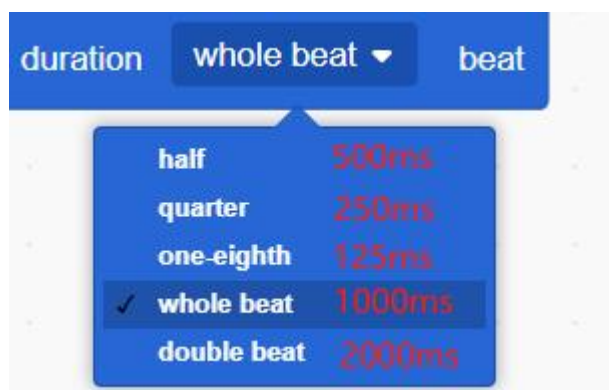 duration whole beat beat
half 500ms
quarter 250ms
one-eighth 125ms
whole beat 1000ms
double beat 2000ms